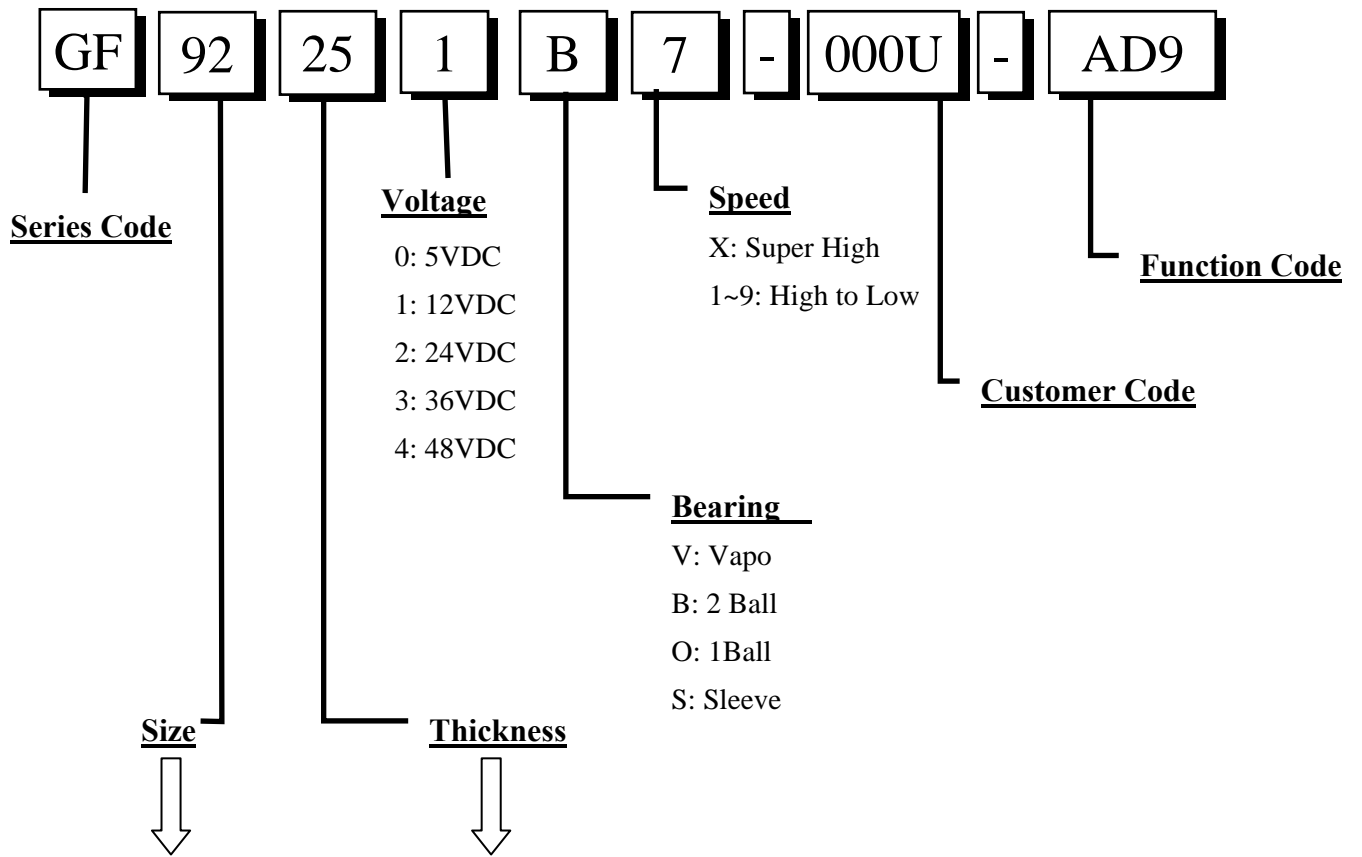 GF 92 25 1 B 7 - 000U - AD9
Series Code
Voltage
0: 5VDC
1: 12VDC
2: 24VDC
3: 36VDC
4: 48VDC
Speed
X: Super High
1~9: High to Low
Function Code
Customer Code
Bearing
V: Vapo
B: 2 Ball
O: 1Ball
S: Sleeve
Size
Thickness